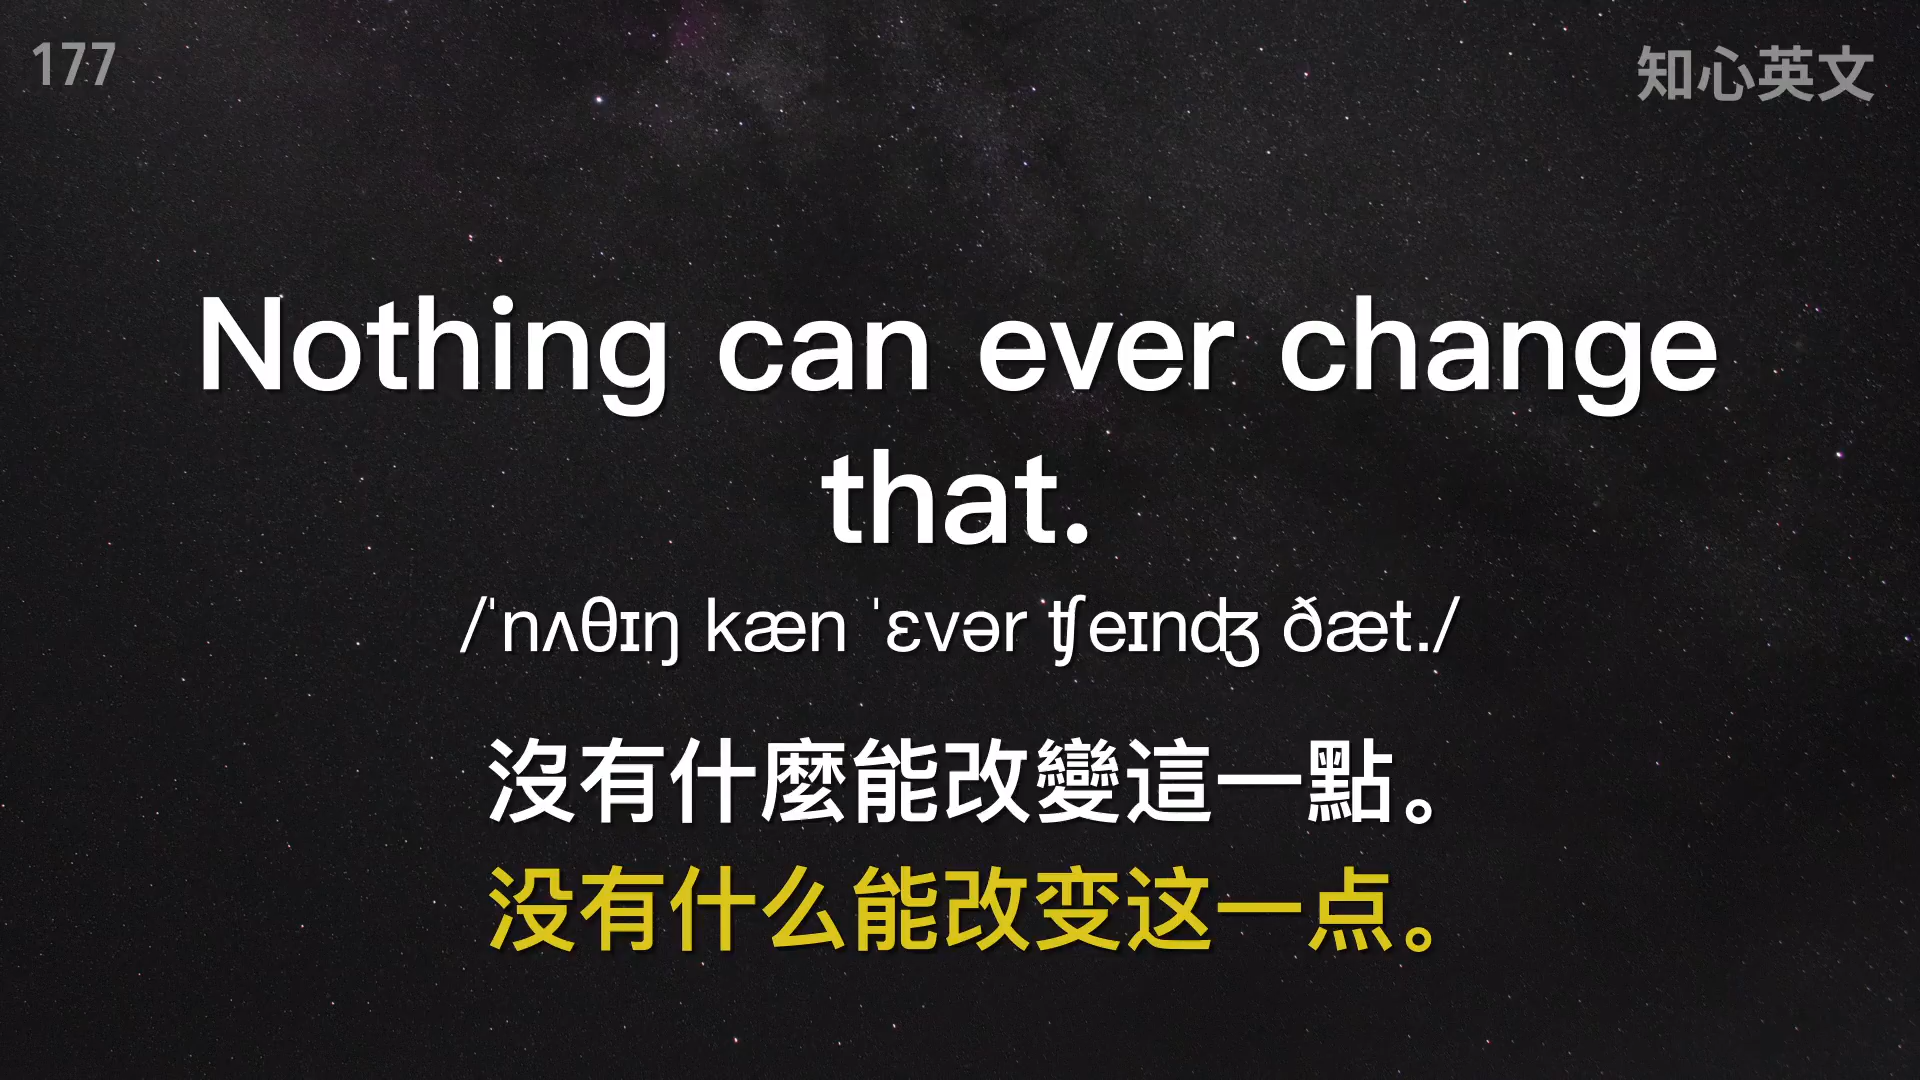 177
知心英文
Nothing can ever change
that.
/ˈnʌθɪŋ kæn ˈɛvər ʧeɪnʤ ðæt./
沒有什麼能改變這一點。
没有什么能改变这一点。